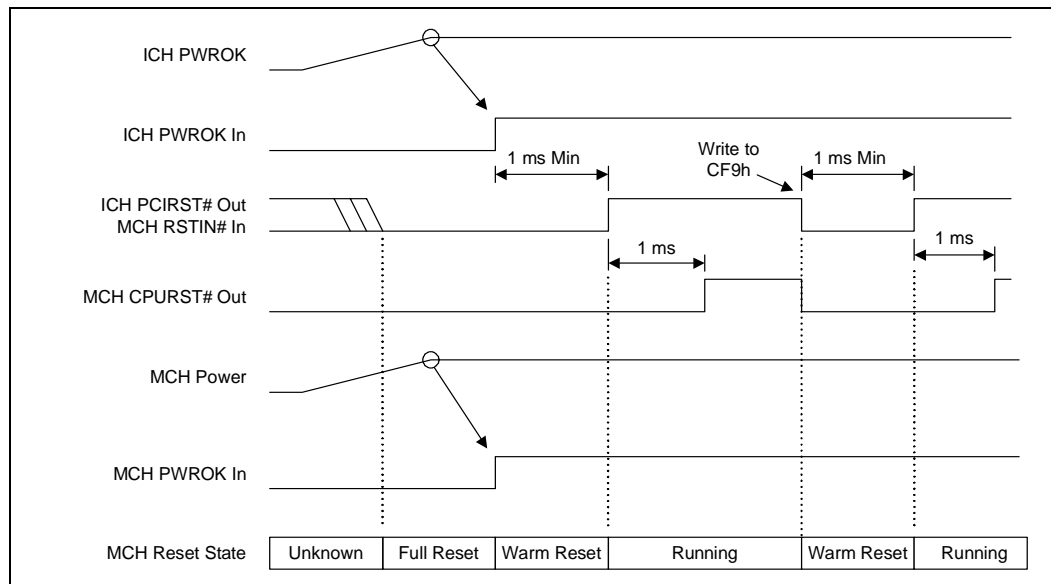 ICH PWROK
ICH PWROK In
1 ms Min
Write to
CF9h
1 ms Min
ICH PCIRST# Out
MCH RSTIN# In
1 ms
1 ms
MCH CPURST# Out
MCH Power
MCH PWROK In
MCH Reset State
Unknown
Full Reset
Warm Reset
Running
Warm Reset
Running